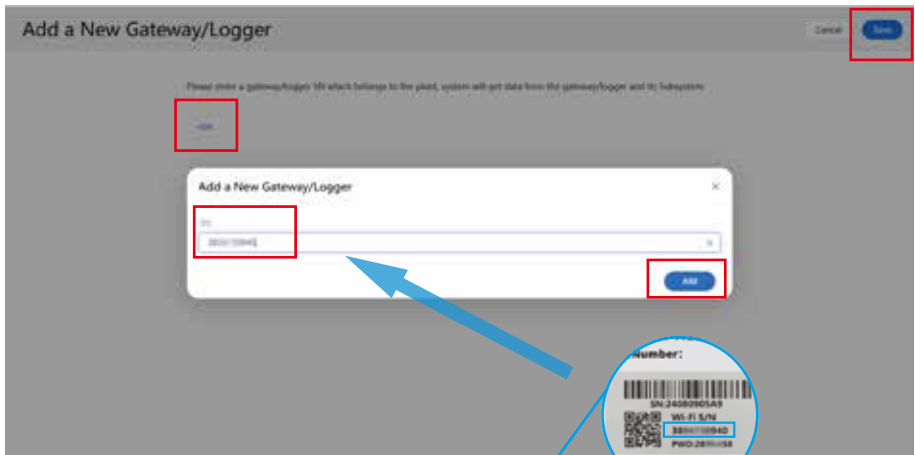 Add a New Gateway/Logger
Cancel
Save
Please enter a gateway/logger SN which belongs to the plant, system will get data from the gateway/logger and its Subsystem.
+Add
Add a New Gateway/Logger
×
×
Add
Number:
SN:24080905A9
Wi-Fi S/N